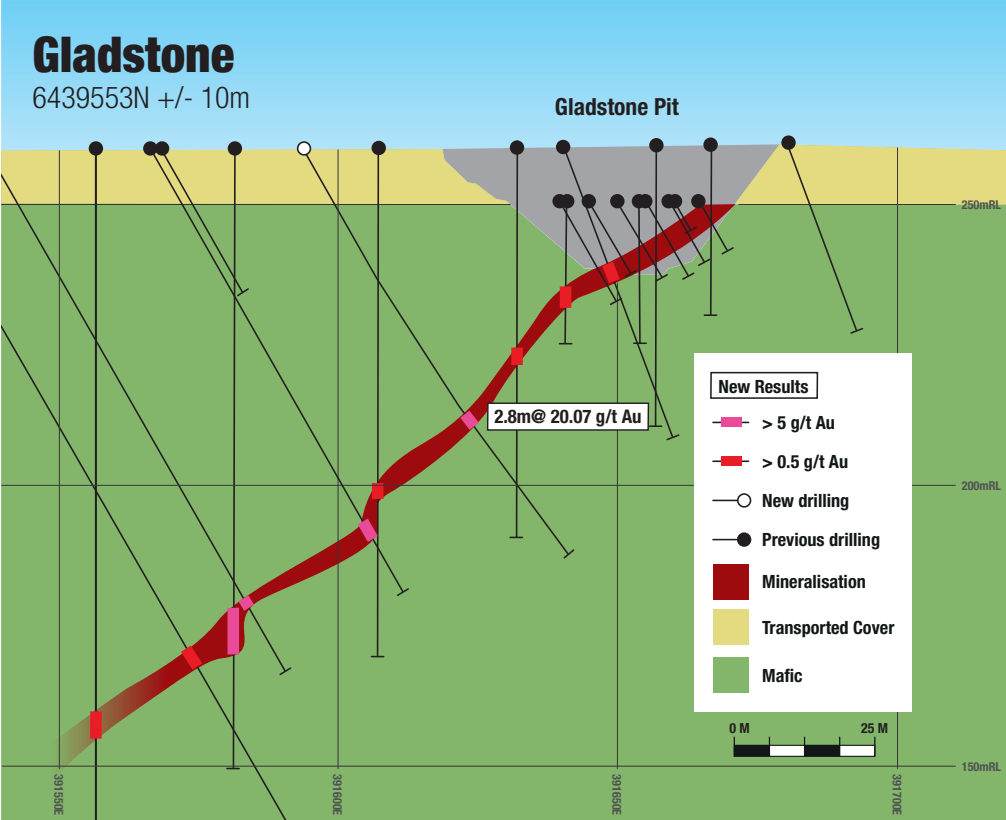 Gladstone
6439553N +/- 10m
Gladstone Pit
250mRL
2.8m@ 20.07 g/t Au
New Results
> 5 g/t Au
> 0.5 g/t Au
New drilling
Previous drilling
Mineralisation
Transported Cover
Mafic
200mRL
0 M
25 M
150mRL
391550E
391600E
391650E
391700E